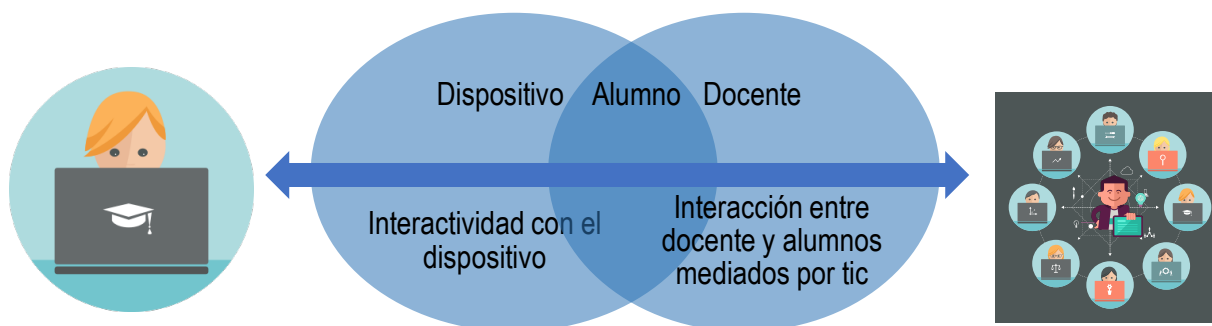 Dispositivo Alumno Docente
Interactividad con el
dispositivo
Interacción entre
docente y alumnos
mediados por tic